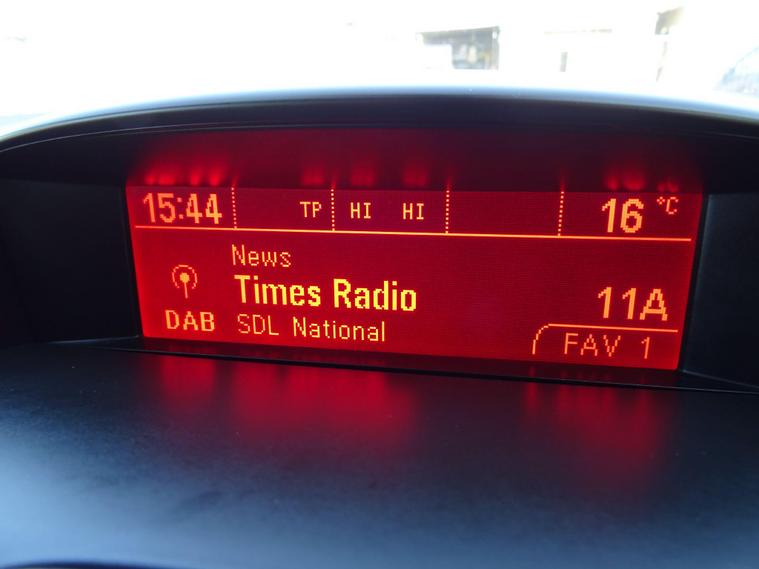 15:44 TP HI HI 16 °C
News
Times Radio 11A
DAB SDL National
FAV 1